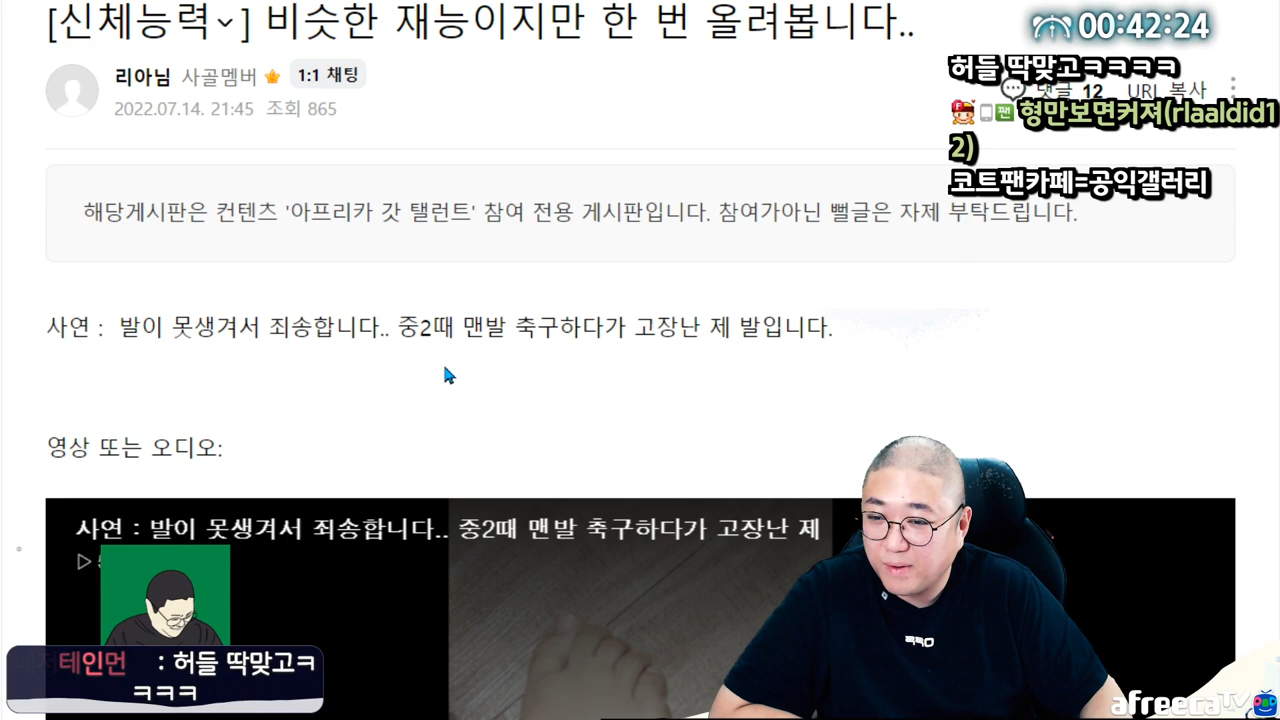 [신체능력] 비슷한 재능이지만 한 번 올려봅니다..
00:42:24
리아님 사골멤버 1:1 채팅
2022.07.14. 21:45 조회 865
댓글 12 URL 복사
허들 딱맞고ㅋㅋㅋㅋ
팬 형만보면커져(rlaaldid1
2)
코트팬카페=공익갤러리
해당게시판은 컨텐츠 '아프리카 갓 탤런트' 참여 전용 게시판입니다. 참여가아닌 뻘글은 자제 부탁드립니다.
사연 : 발이 못생겨서 죄송합니다.. 중2때 맨발 축구하다가 고장난 제 발입니다.
영상 또는 오디오:
사연 : 발이 못생겨서 죄송합니다.. 중2때 맨발 축구하다가 고장난 제
테인먼 : 허들 딱맞고ㅋ
ㅋㅋㅋ
afreecaTV